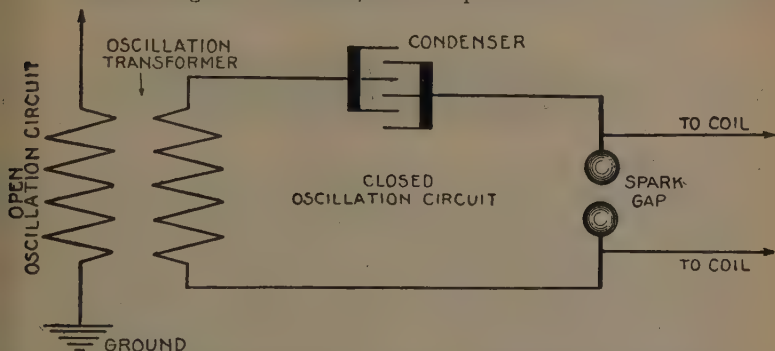 OSCILLATION
TRANSFORMER
CONDENSER
OPEN
OSCILLATION CIRCUIT
CLOSED
OSCILLATION CIRCUIT
TO COIL
SPARK
GAP
TO COIL
GROUND